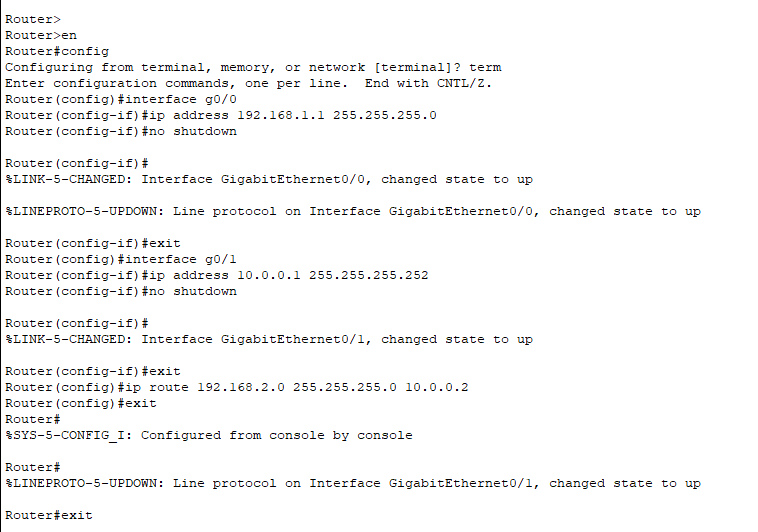 Router>
Router>en
Router#config
Configuring from terminal, memory, or network [terminal]? term
Enter configuration commands, one per line.  End with CNTL/Z.
Router(config)#interface g0/0
Router(config-if)#ip address 192.168.1.1 255.255.255.0
Router(config-if)#no shutdown
Router(config-if)#
%LINK-5-CHANGED: Interface GigabitEthernet0/0, changed state to up
%LINEPROTO-5-UPDOWN: Line protocol on Interface GigabitEthernet0/0, changed state to up
Router(config-if)#exit
Router(config)#interface g0/1
Router(config-if)#ip address 10.0.0.1 255.255.255.252
Router(config-if)#no shutdown
Router(config-if)#
%LINK-5-CHANGED: Interface GigabitEthernet0/1, changed state to up
Router(config-if)#exit
Router(config)#ip route 192.168.2.0 255.255.255.0 10.0.0.2
Router(config)#exit
Router#
%SYS-5-CONFIG_I: Configured from console by console
Router#
%LINEPROTO-5-UPDOWN: Line protocol on Interface GigabitEthernet0/1, changed state to up
Router#exit